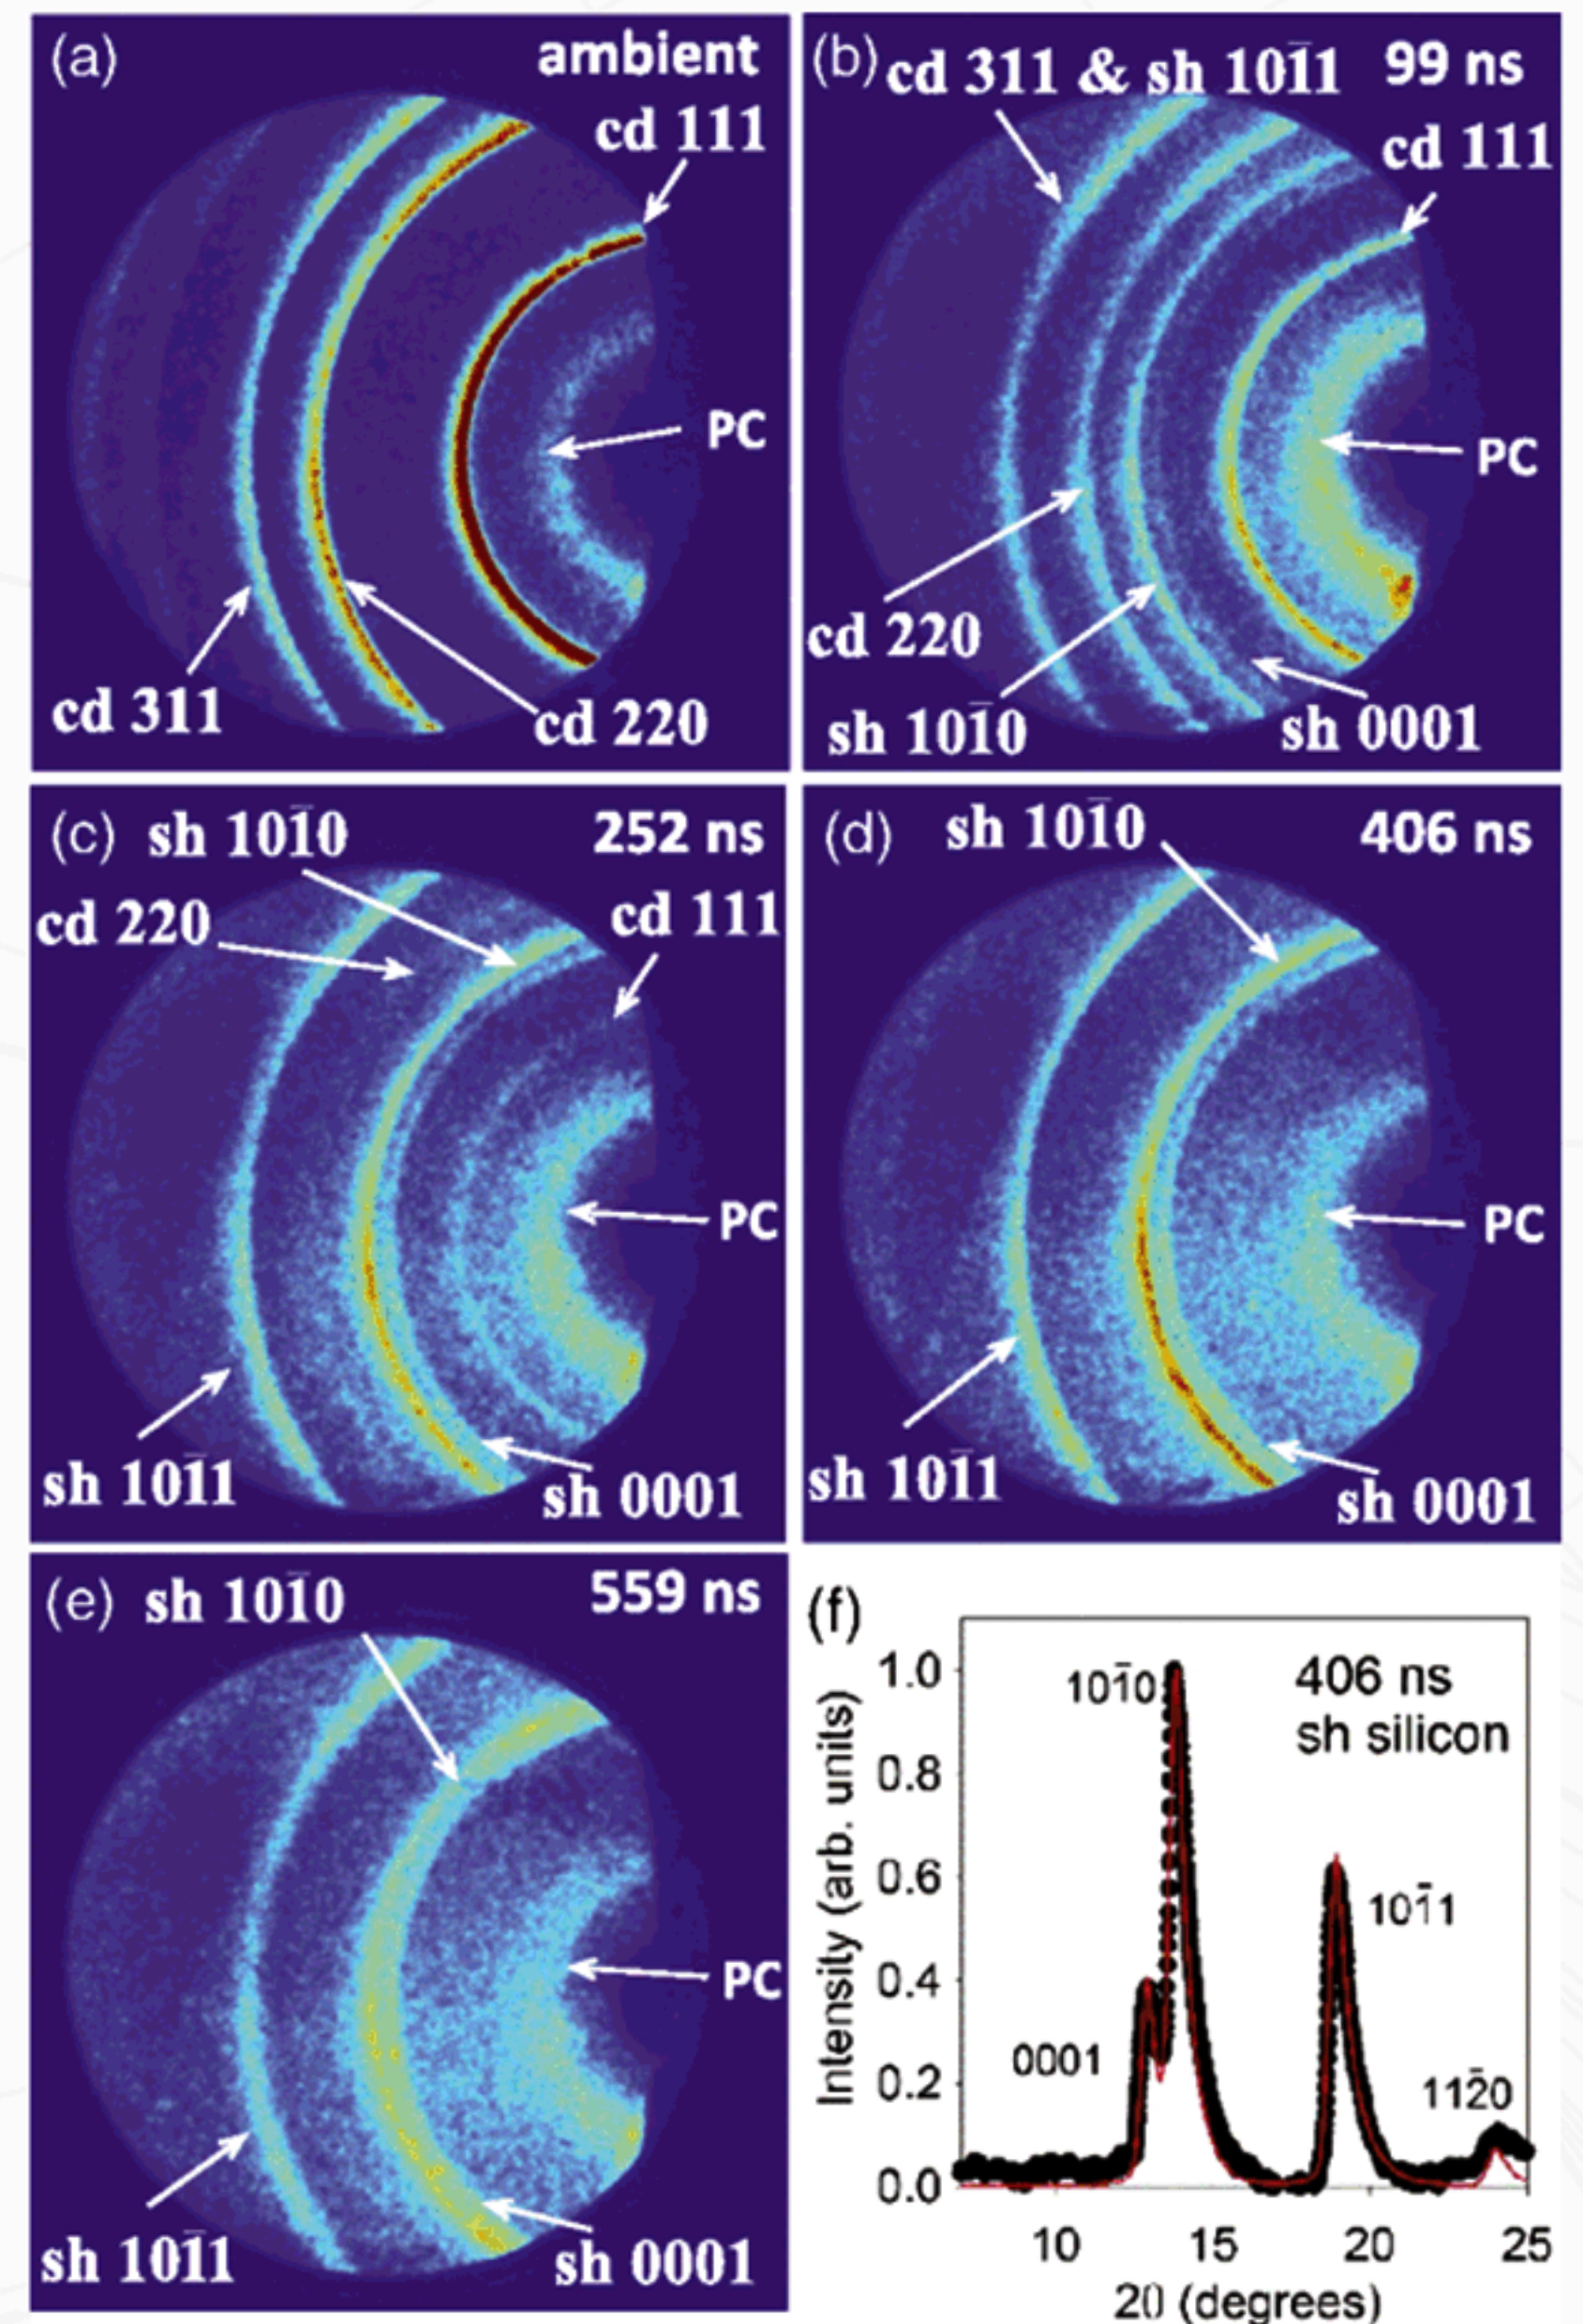 (a) ambient
cd 111
PC
cd 311
cd 220
(b) cd 311 & sh 101̄1 99 ns
cd 111
PC
cd 220
sh 101̄0
sh 0001
(c) sh 101̄0 252 ns
cd 220
cd 111
PC
sh 101̄1
sh 0001
(d) sh 101̄0 406 ns
PC
sh 101̄1
sh 0001
(e) sh 101̄0 559 ns
PC
sh 101̄1
sh 0001
(f)
1.0
0.8
0.6
0.4
0.2
0.0
Intensity (arb. units)
101̄0
406 ns
sh silicon
101̄1
0001
112̄0
10 15 20 25
2θ (degrees)